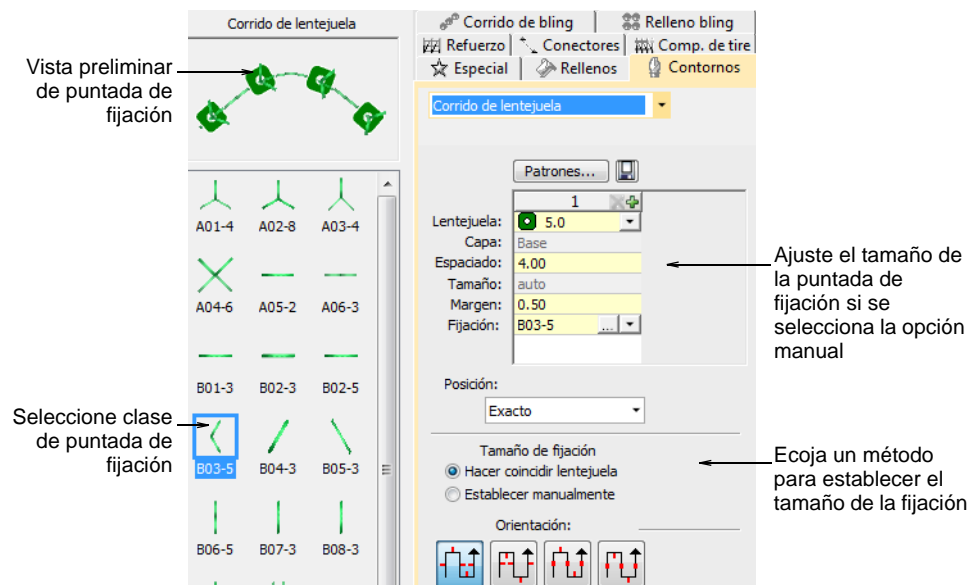 Corrido de lentejuela
Vista preliminar
de puntada de
fijación
A01-4 A02-8 A03-4
A04-6 A05-2 A06-3
B01-3 B02-3 B02-5
Seleccione clase
de puntada de
fijación
B03-5 B04-3 B05-3
B06-5 B07-3 B08-3
Corrido de bling Relleno bling
Refuerzo Conectores Comp. de tire
Especial Rellenos Contornos
Corrido de lentejuela
Patrones...
1
Lentejuela: 5.0
Capa: Base
Espaciado: 4.00
Tamaño: auto
Margen: 0.50
Fijación: B03-5 ...
Posición:
Exacto
Tamaño de fijación
Hacer coincidir lentejuela
Establecer manualmente
Orientación:
Ajuste el tamaño de
la puntada de
fijación si se
selecciona la opción
manual
Ecoja un método
para establecer el
tamaño de la fijación